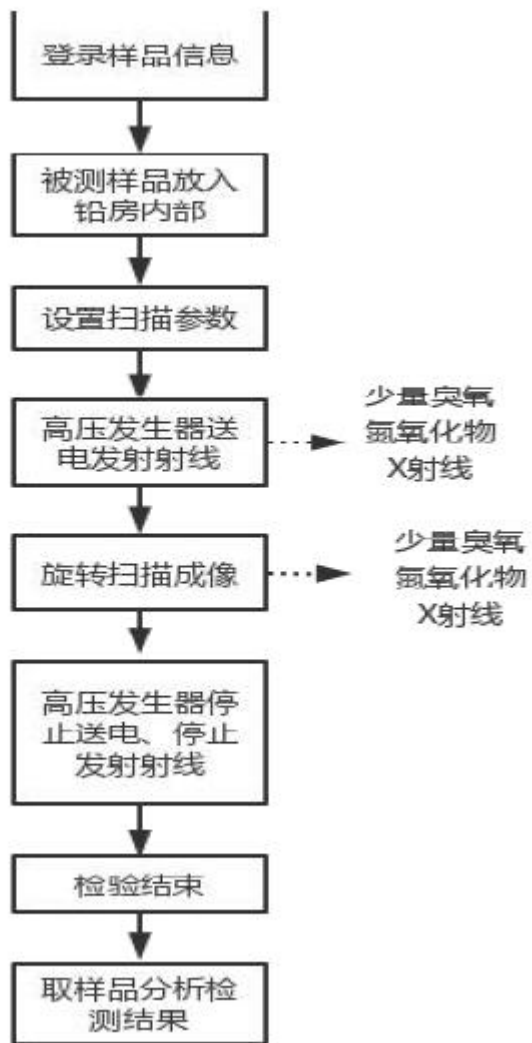 登录样品信息
被测样品放入
铅房内部
设置扫描参数
高压发生器送
电发射射线
少量臭氧
氮氧化物
X射线
旋转扫描成像
少量臭氧
氮氧化物
X射线
高压发生器停
止送电、停止
发射射线
检验结束
取样品分析检
测结果